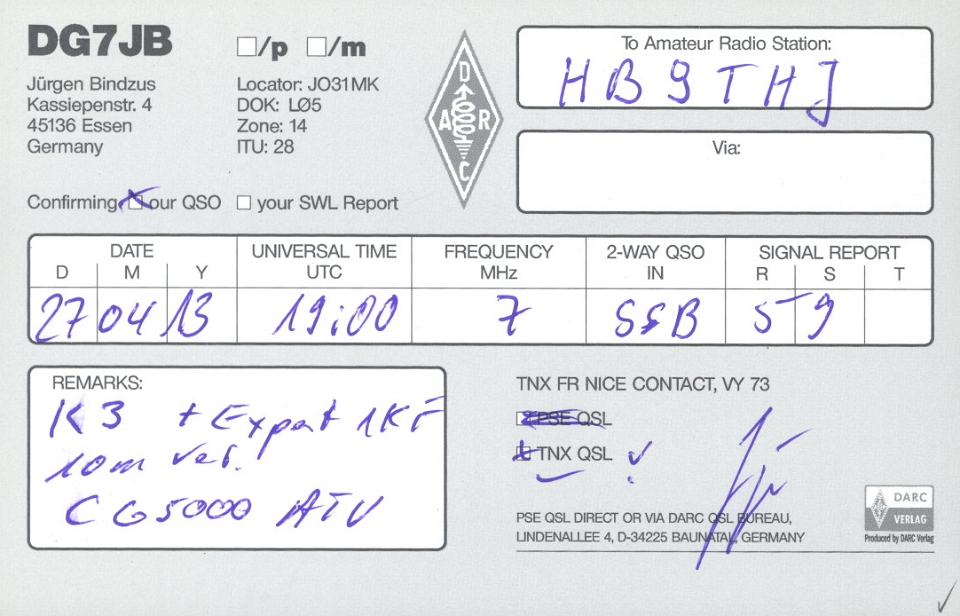 DG7JB
/p /m
Jürgen Bindzus
Kassiepenstr. 4
45136 Essen
Germany
Locator: JO31MK
DOK: LØ5
Zone: 14
ITU: 28
DARC
To Amateur Radio Station:
HB9THJ
Via:
Confirming our QSO your SWL Report
DATE UNIVERSAL TIME FREQUENCY 2-WAY QSO SIGNAL REPORT
D M Y UTC MHz IN R S T
27 04 13 19:00 7 SSB 5 9
REMARKS:
K3 + Expert 1KF
10m Ver.
CG5000 ATU
TNX FR NICE CONTACT, VY 73
PSE QSL
TNX QSL
PSE QSL DIRECT OR VIA DARC QSL BUREAU,
LINDENALLEE 4, D-34225 BAUNATAL, GERMANY
DARC
VERLAG
Produced by DARC Verlag